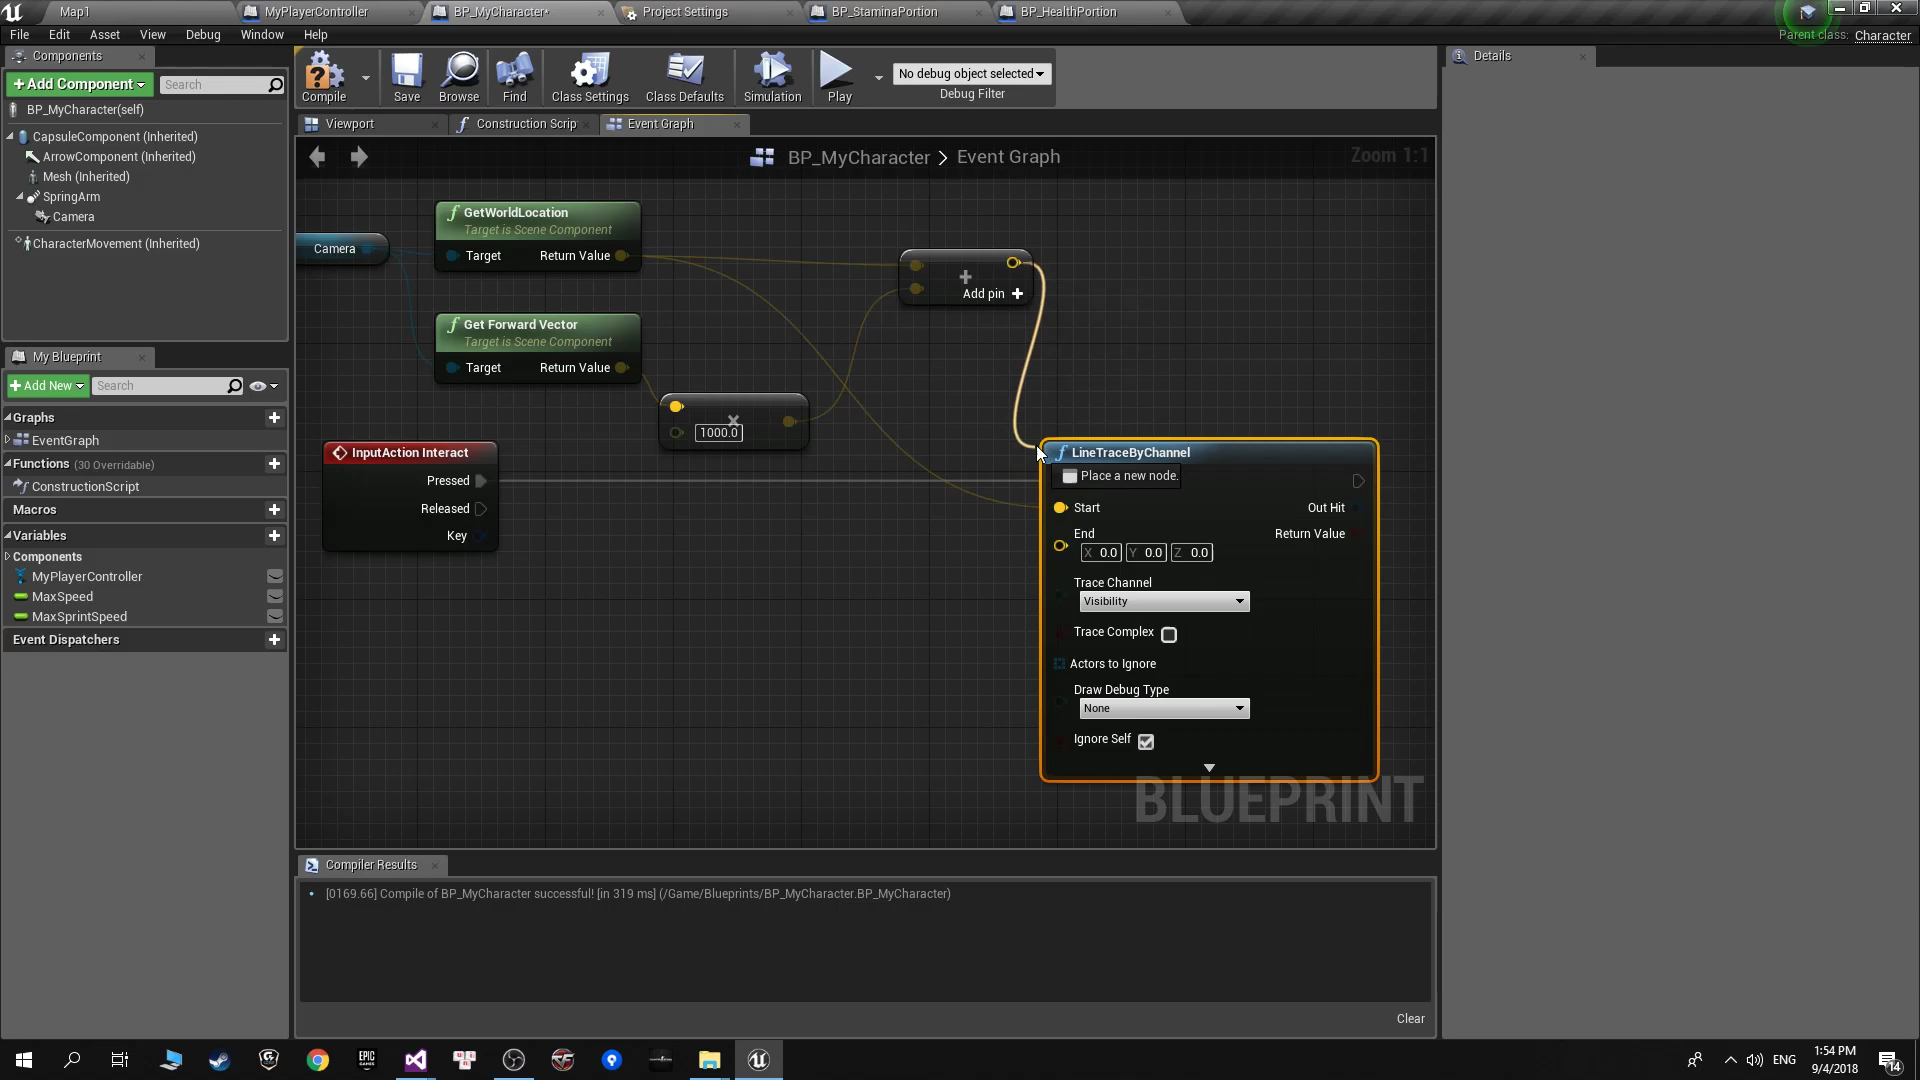 Map1
MyPlayerController
BP_MyCharacter*
Project Settings
BP_StaminaPortion
BP_HealthPortion
File Edit Asset View Debug Window Help
Parent class: Character
Components
+Add Component
Search
BP_MyCharacter(self)
CapsuleComponent (Inherited)
ArrowComponent (Inherited)
Mesh (Inherited)
SpringArm
Camera
CharacterMovement (Inherited)
Compile
Save
Browse
Find
Class Settings
Class Defaults
Simulation
Play
No debug object selected
Debug Filter
Details
Viewport
Construction Scrip
Event Graph
BP_MyCharacter > Event Graph
Zoom 1:1
GetWorldLocation
Target is Scene Component
Target
Return Value
Camera
Add pin +
Get Forward Vector
Target is Scene Component
Target
Return Value
1000.0
InputAction Interact
Pressed
Released
Key
LineTraceByChannel
Place a new node.
Start
Out Hit
End
Return Value
X 0.0 Y 0.0 Z 0.0
Trace Channel
Visibility
Trace Complex
Actors to Ignore
Draw Debug Type
None
Ignore Self
BLUEPRINT
My Blueprint
+Add New
Search
Graphs
EventGraph
Functions (30 Overridable)
ConstructionScript
Macros
Variables
Components
MyPlayerController
MaxSpeed
MaxSprintSpeed
Event Dispatchers
Compiler Results
[0169.66] Compile of BP_MyCharacter successful! [in 319 ms] (/Game/Blueprints/BP_MyCharacter.BP_MyCharacter)
Clear
EPIC GAMES
ENG
1:54 PM
9/4/2018
14